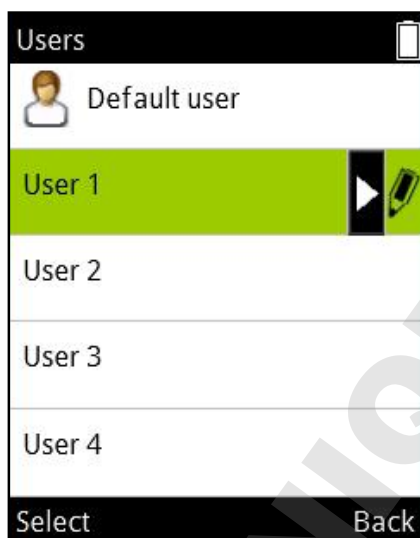 Users
Default user
User 1
User 2
User 3
User 4
Select Back